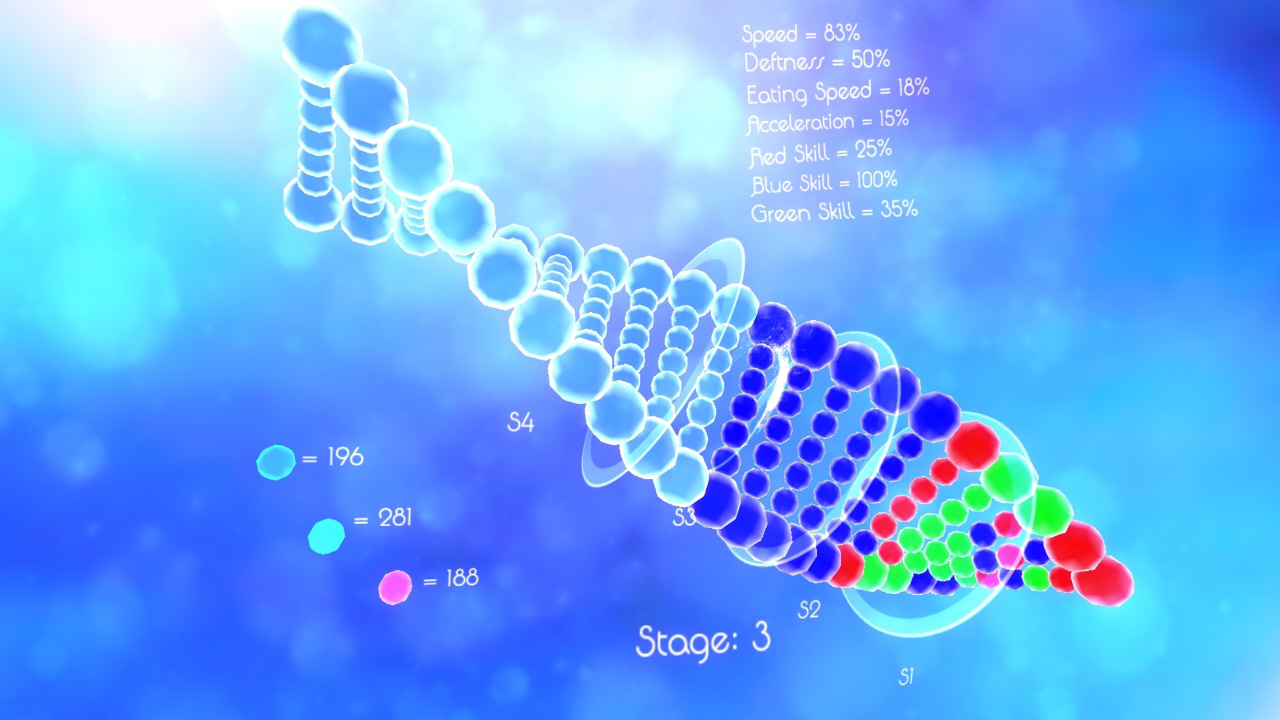 Speed = 83%
Deftness = 50%
Eating Speed = 18%
Acceleration = 15%
Red Skill = 25%
Blue Skill = 100%
Green Skill = 35%
S4
= 196
= 281
S3
= 188
S2
Stage: 3
S1